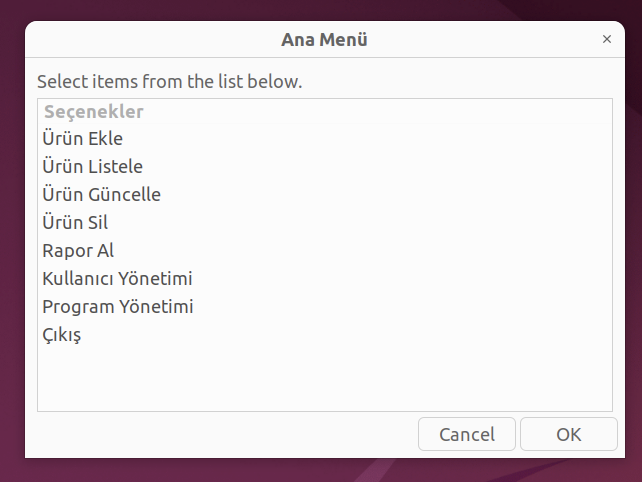 Ana Menü
×
Select items from the list below.
Seçenekler
Ürün Ekle
Ürün Listele
Ürün Güncelle
Ürün Sil
Rapor Al
Kullanıcı Yönetimi
Program Yönetimi
Çıkış
Cancel OK